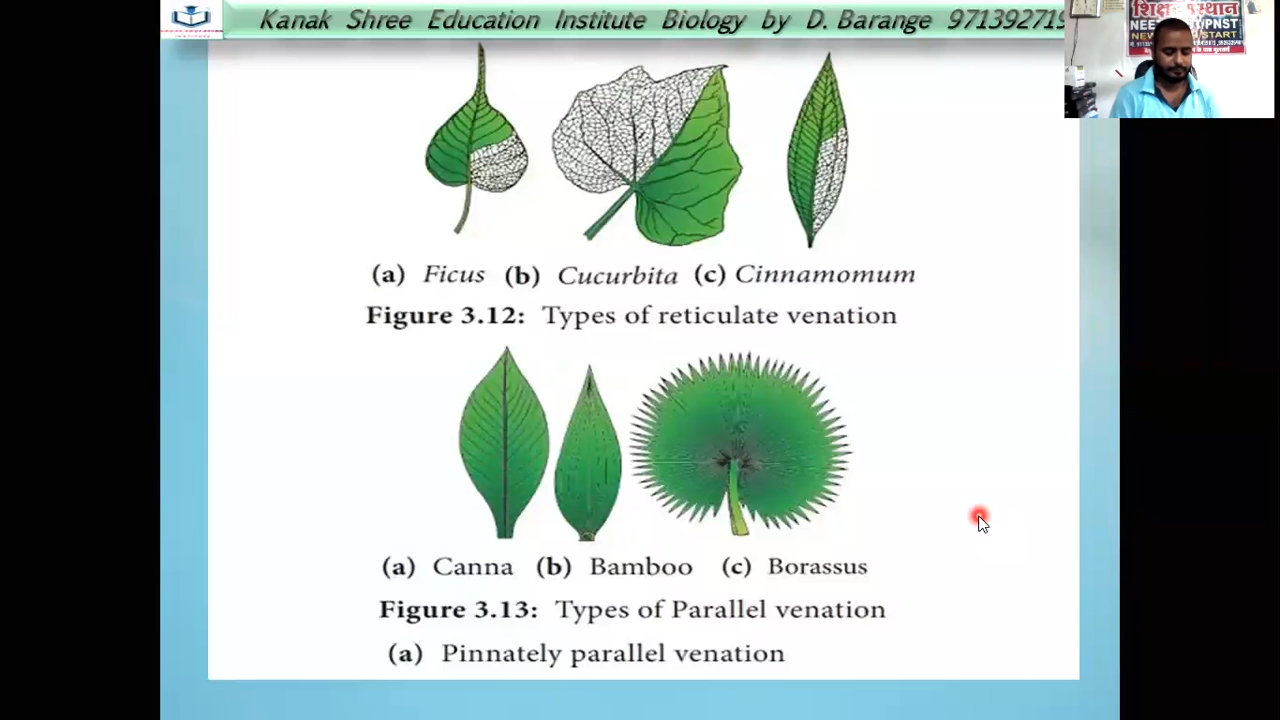 Kanak Shree Education Institute Biology by D. Barange 971392719
शिक्षा संस्थान
(a) Ficus (b) Cucurbita (c) Cinnamomum
Figure 3.12: Types of reticulate venation
(a) Canna (b) Bamboo (c) Borassus
Figure 3.13: Types of Parallel venation
(a) Pinnately parallel venation